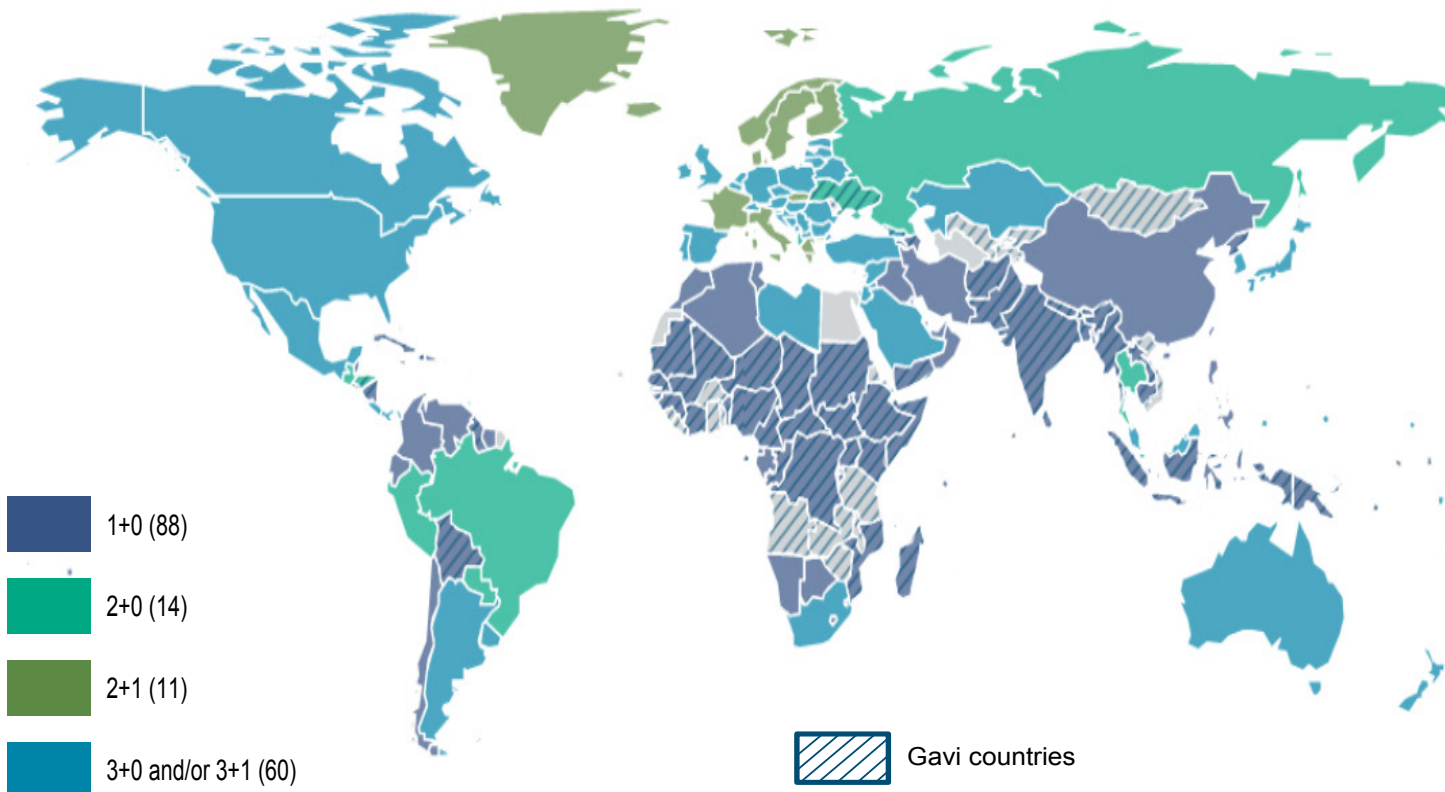 1+0 (88)
2+0 (14)
2+1 (11)
3+0 and/or 3+1 (60)
Gavi countries